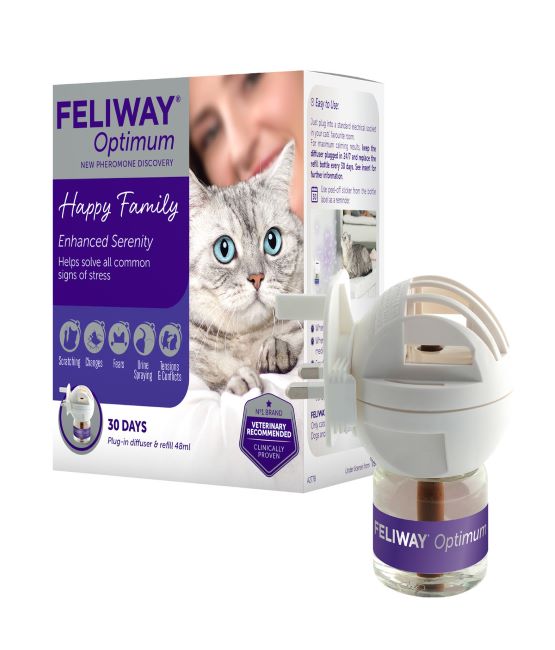 FELIWAY®
Optimum
NEW PHEROMONE DISCOVERY
Happy Family
Enhanced Serenity
Helps solve all common
signs of stress
Scratching
Changes
Fears
Urine
Spraying
Tensions
& Conflicts
30 DAYS
Plug-in diffuser & refill 48ml
Nº1 BRAND
VETERINARY
RECOMMENDED
CLINICALLY
PROVEN
Easy to Use:
Just plug into a standard electrical socket
in your cats' favourite room.
For maximum calming results, keep the
diffuser plugged in 24/7 and replace the
refill bottle every 30 days. See insert for
further information.
Use peel-off sticker from the bottle
label as a reminder.
FELIWAY Optimum